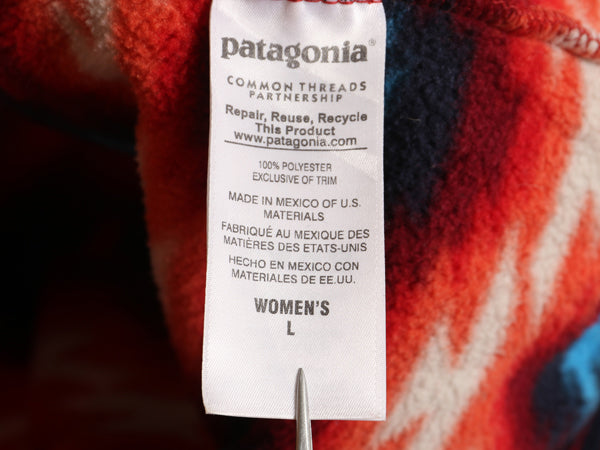 patagonia®
COMMON THREADS
PARTNERSHIP
Repair, Reuse, Recycle
This Product
www.patagonia.com
100% POLYESTER
EXCLUSIVE OF TRIM
MADE IN MEXICO OF U.S.
MATERIALS
FABRIQUÉ AU MEXIQUE DES
MATIÈRES DES ETATS-UNIS
HECHO EN MEXICO CON
MATERIALES DE EE.UU.
WOMEN'S
L